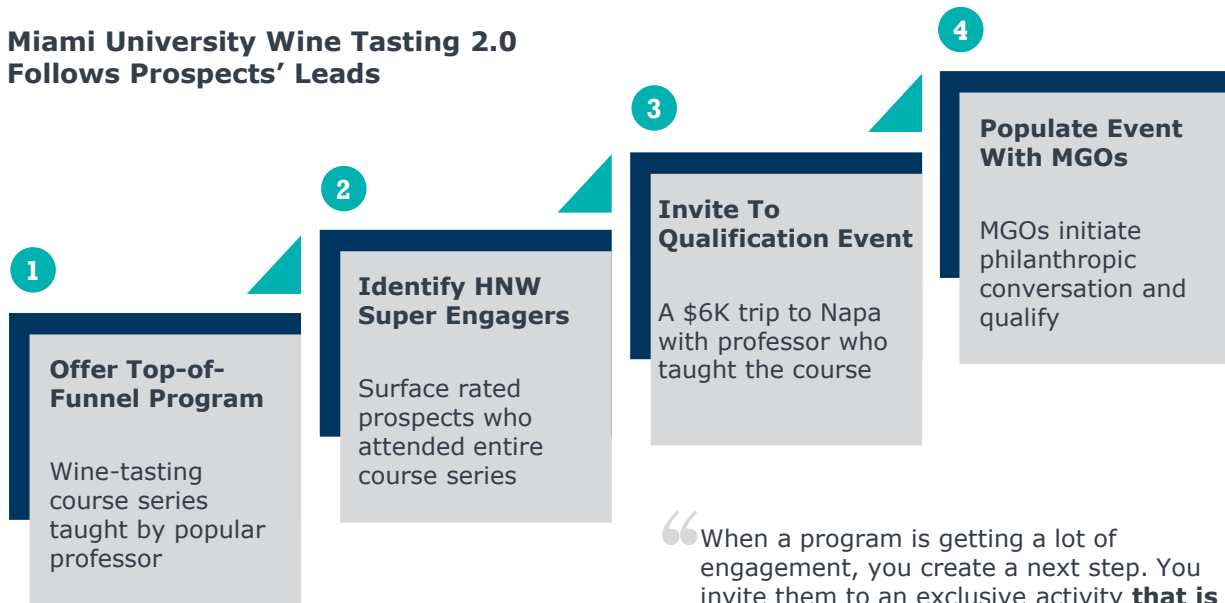 Miami University Wine Tasting 2.0
Follows Prospects’ Leads
1
Offer Top-of-
Funnel Program
Wine-tasting
course series
taught by popular
professor
2
Identify HNW
Super Engagers
Surface rated
prospects who
attended entire
course series
3
Invite To
Qualification Event
A $6K trip to Napa
with professor who
taught the course
4
Populate Event
With MGOs
MGOs initiate
philanthropic
conversation and
qualify
“When a program is getting a lot of
engagement, you create a next step. You
invite them to an exclusive activity that is